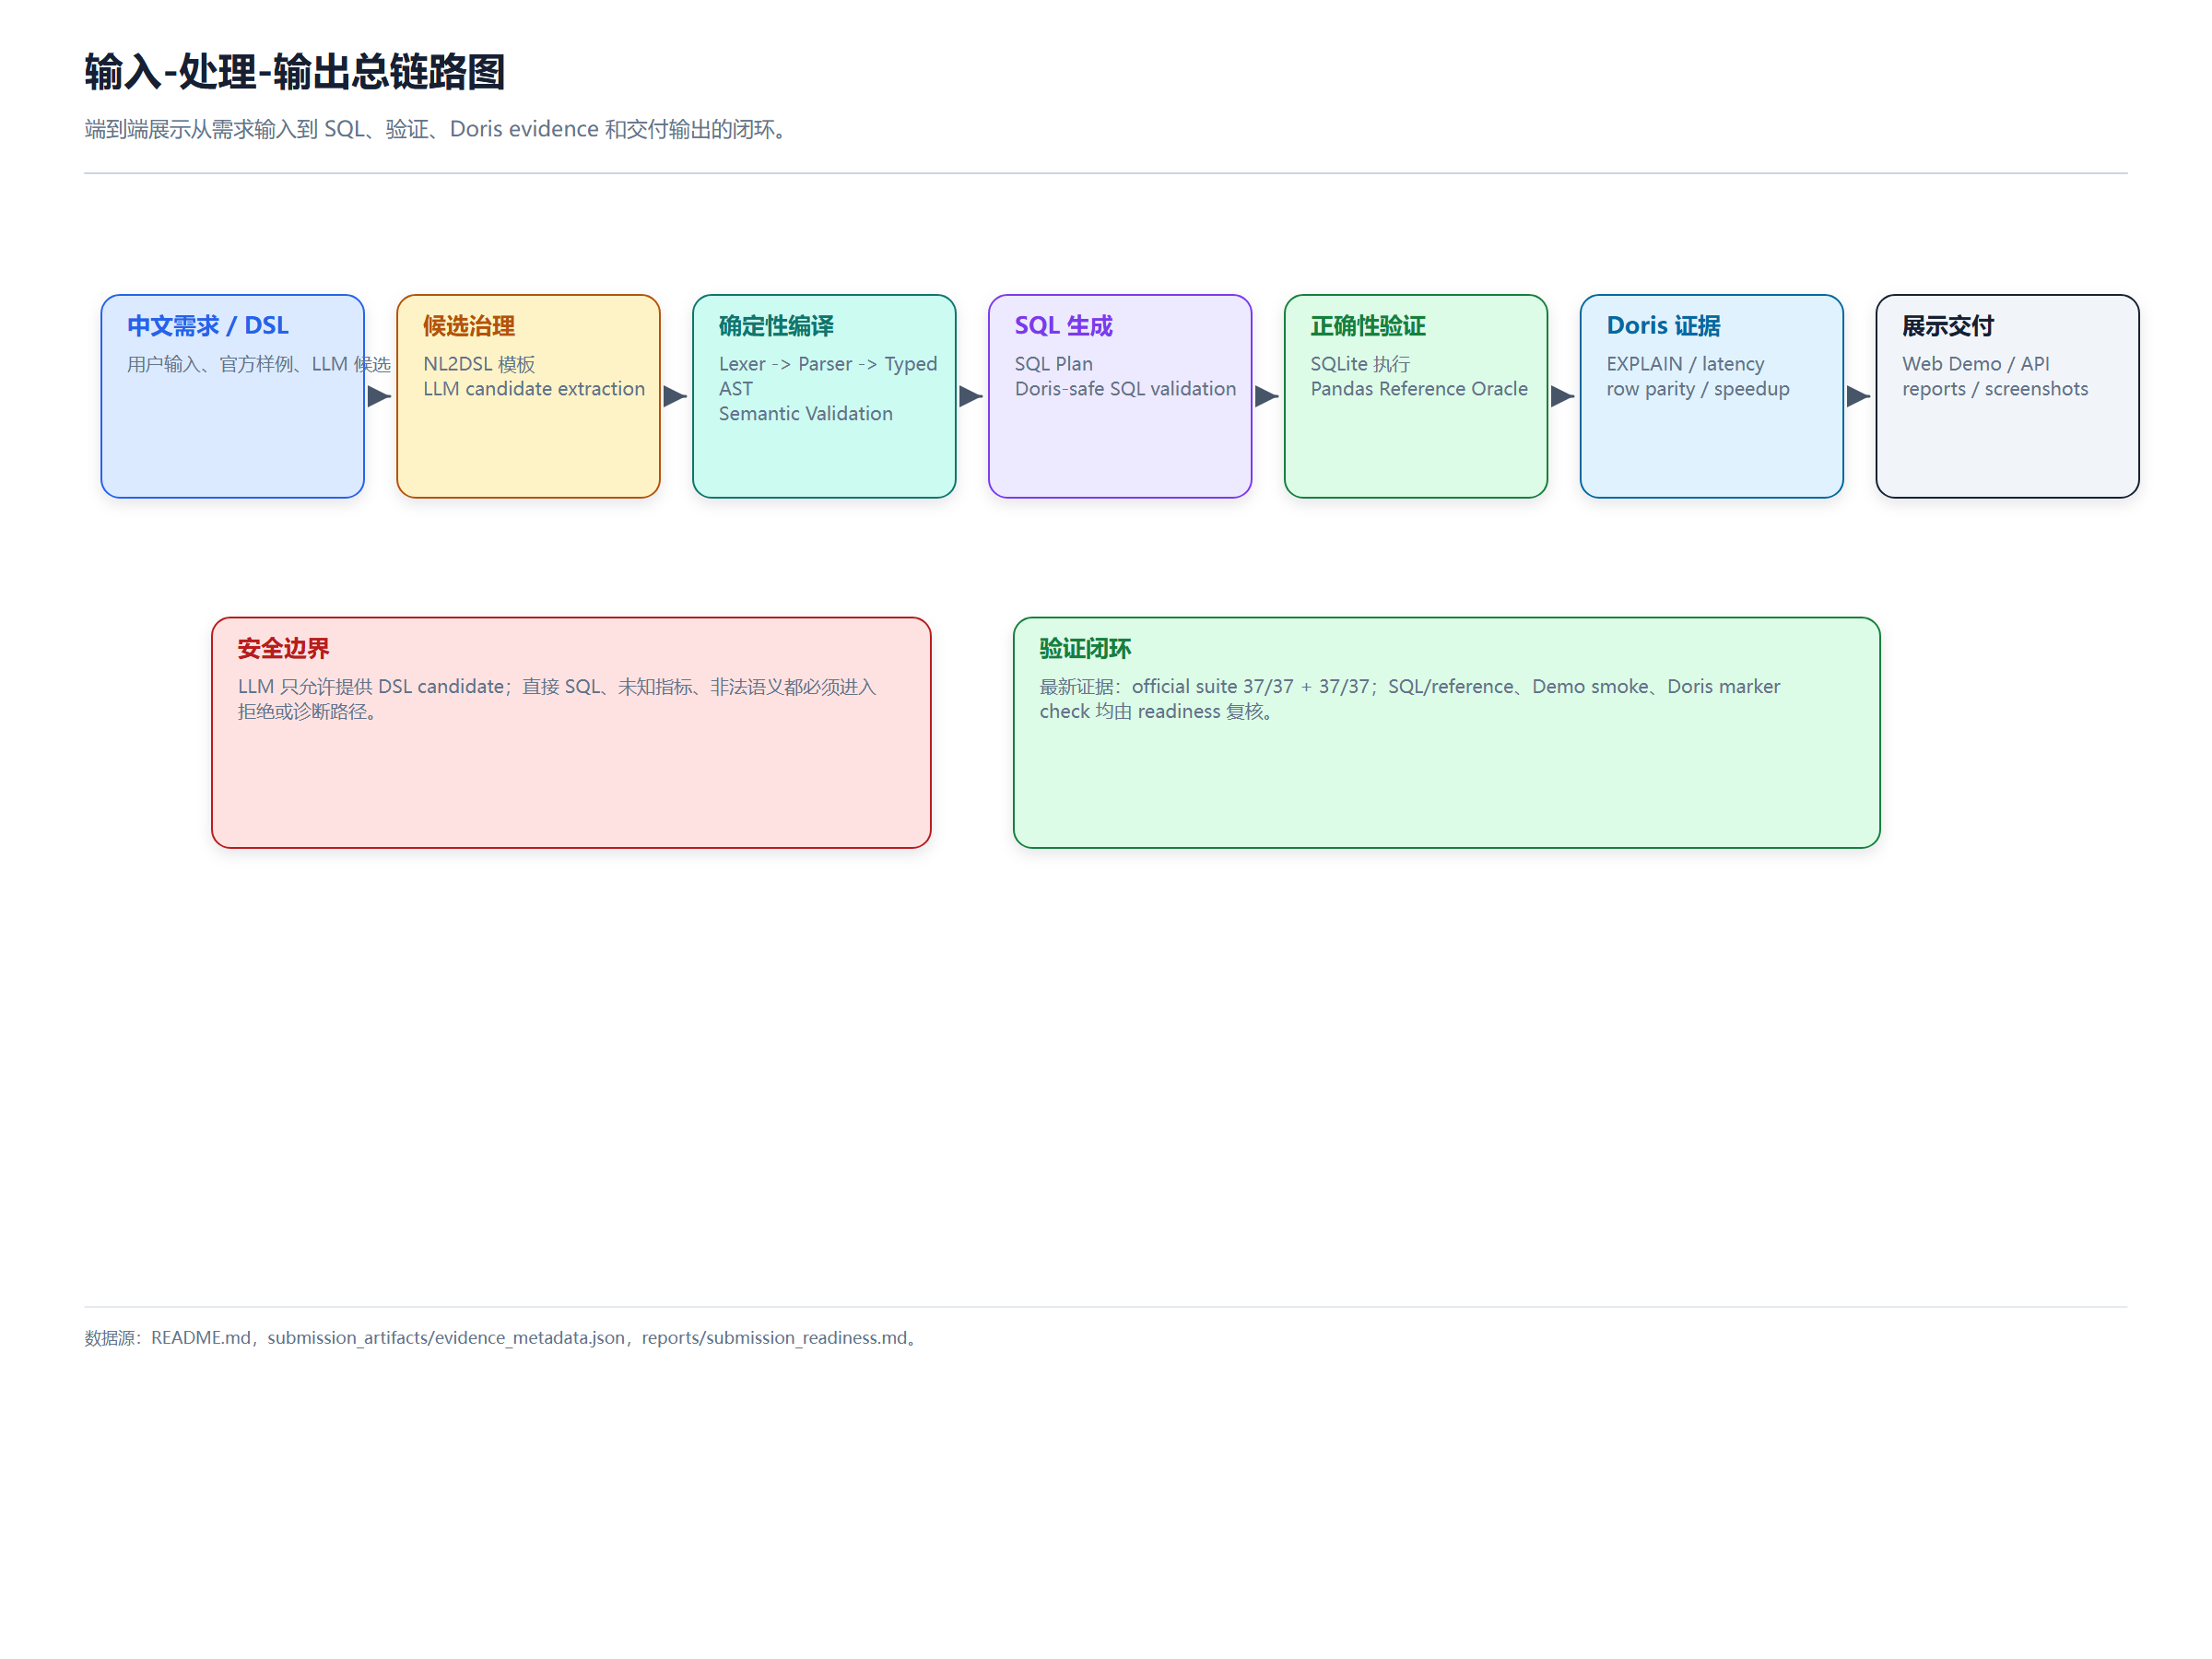 输入-处理-输出总链路图
端到端展示从需求输入到 SQL、验证、Doris evidence 和交付输出的闭环。
中文需求 / DSL
用户输入、官方样例、LLM 候选
候选治理
NL2DSL 模板
LLM candidate extraction
确定性编译
Lexer -> Parser -> Typed
AST
Semantic Validation
SQL 生成
SQL Plan
Doris-safe SQL validation
正确性验证
SQLite 执行
Pandas Reference Oracle
Doris 证据
EXPLAIN / latency
row parity / speedup
展示交付
Web Demo / API
reports / screenshots
安全边界
LLM 只允许提供 DSL candidate；直接 SQL、未知指标、非法语义都必须进入
拒绝或诊断路径。
验证闭环
最新证据：official suite 37/37 + 37/37；SQL/reference、Demo smoke、Doris marker
check 均由 readiness 复核。
数据源：README.md，submission_artifacts/evidence_metadata.json，reports/submission_readiness.md。